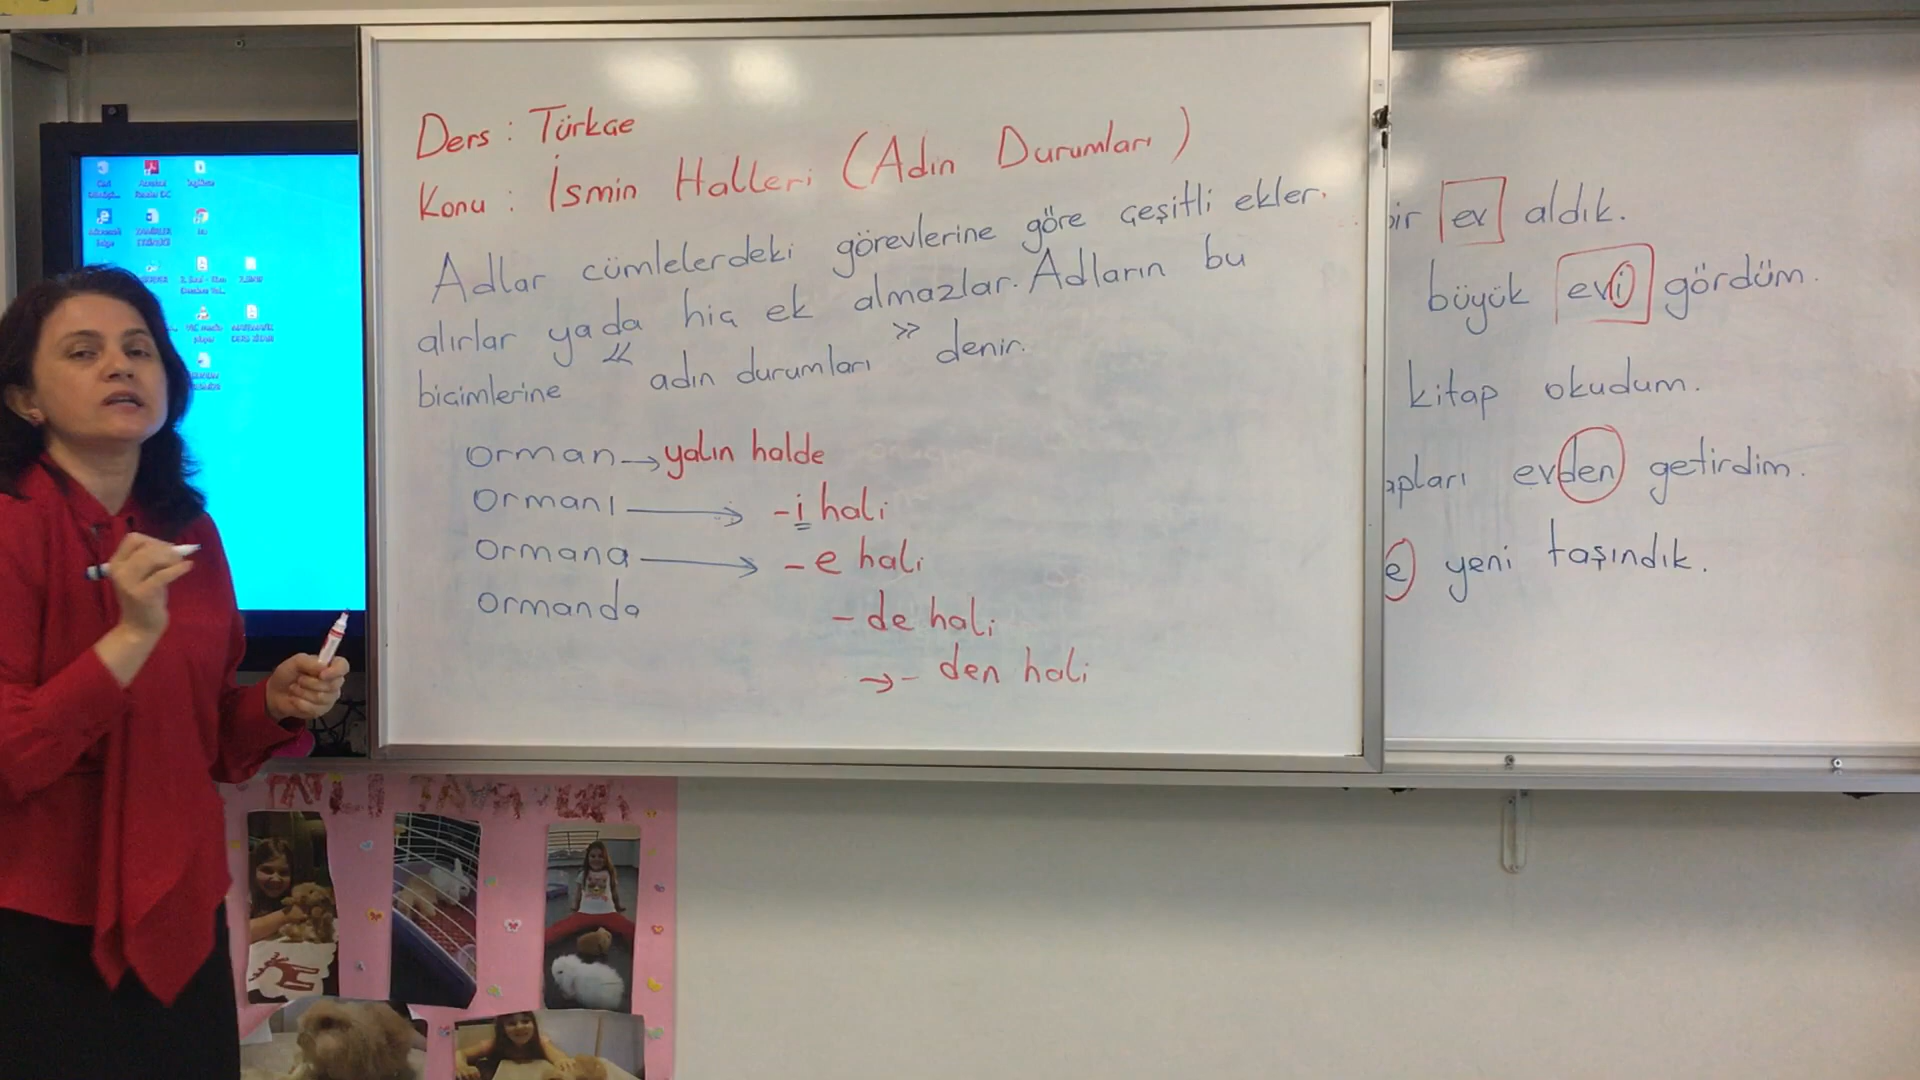 Ders : Türkçe
Konu : İsmin Halleri (Adın Durumları)
Adlar cümlelerdeki görevlerine göre çeşitli ekler.
alırlar yada hiç ek almazlar. Adların bu
biçimlerine « adın durumları » denir.
orman → yalın halde
ormanı → -i hali
ormana → -e hali
ormanda -de hali
→ - den hali
bir ev aldık.
büyük evi gördüm.
kitap okudum.
apları evden getirdim.
e yeni taşındık.